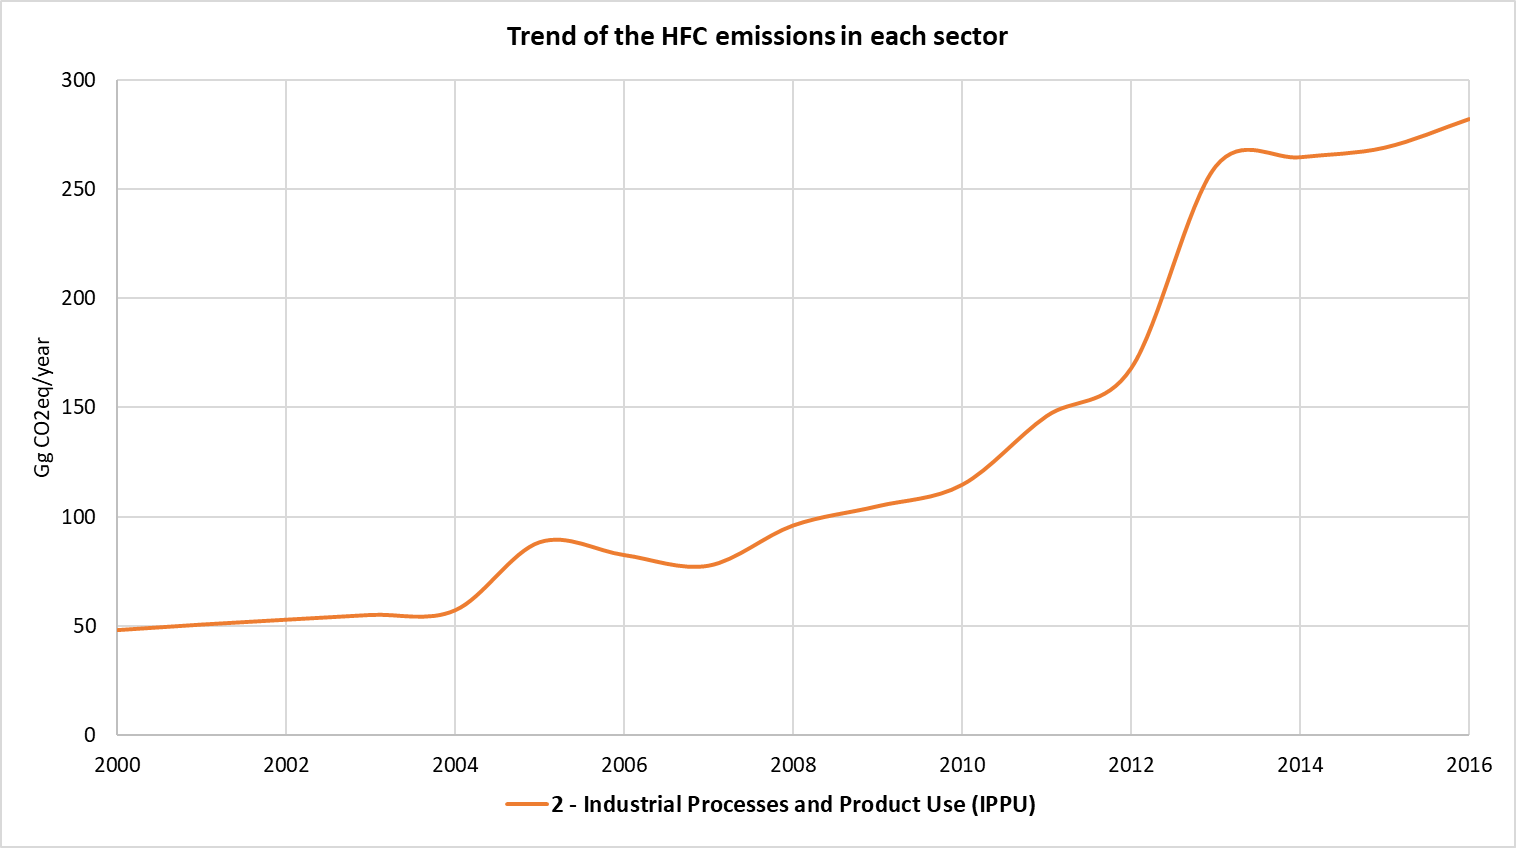 Trend of the HFC emissions in each sector
300
250
200
150
100
50
0
Gg CO2eq/year
2000 2002 2004 2006 2008 2010 2012 2014 2016
2 - Industrial Processes and Product Use (IPPU)